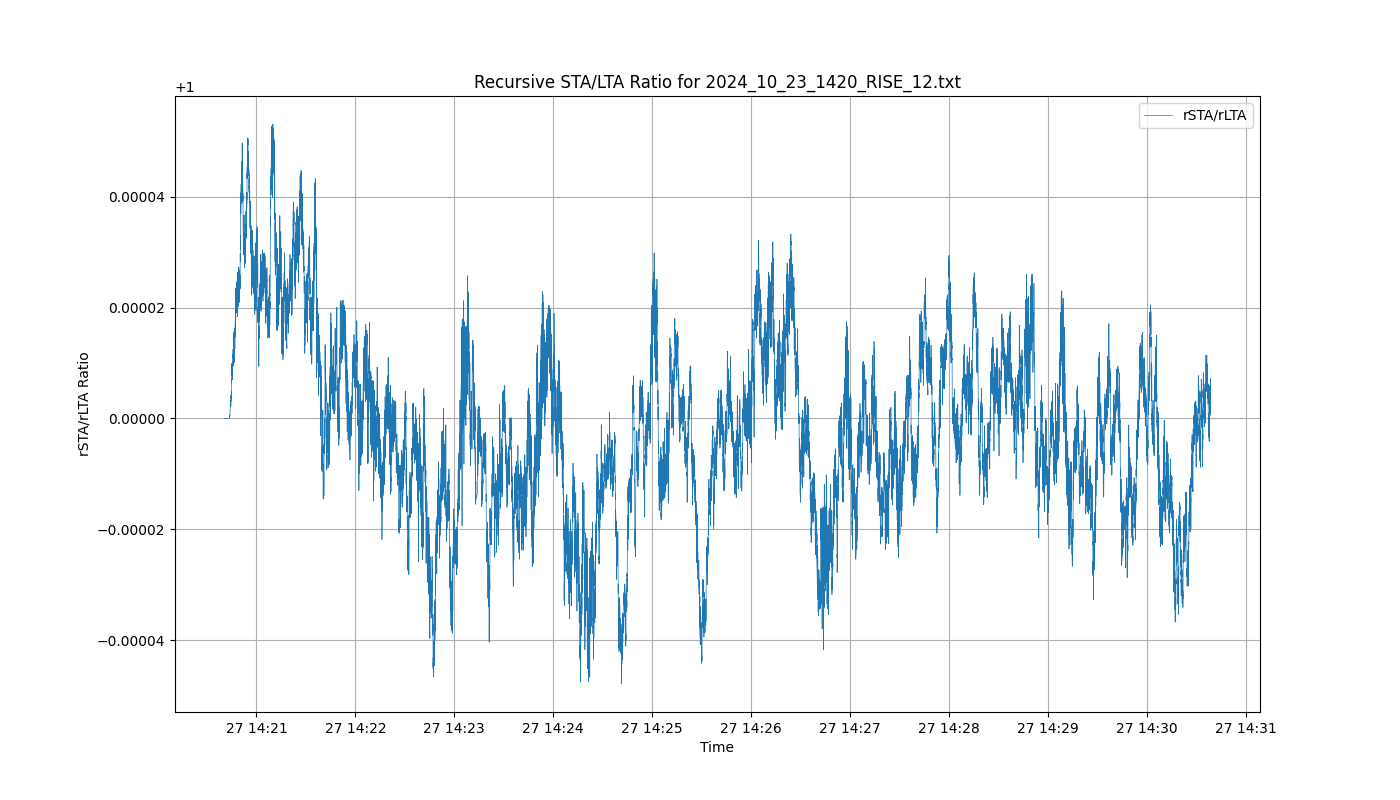 Recursive STA/LTA Ratio for 2024_10_23_1420_RISE_12.txt
+1
rSTA/rLTA
0.00004
0.00002
0.00000
−0.00002
−0.00004
rSTA/rLTA Ratio
27 14:21 27 14:22 27 14:23 27 14:24 27 14:25 27 14:26 27 14:27 27 14:28 27 14:29 27 14:30 27 14:31
Time